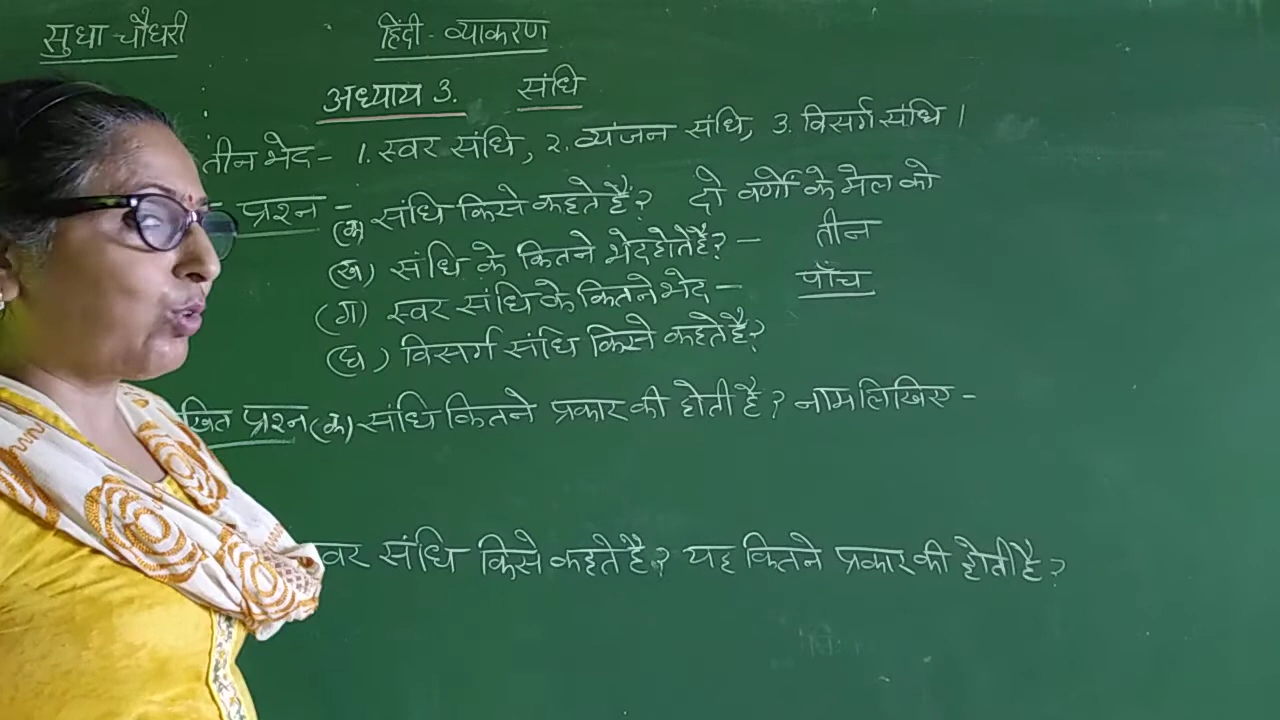 सुधा चौधरी हिंदी - व्याकरण
अध्याय 3. संधि
तीन भेद - 1. स्वर संधि, 2. व्यंजन संधि, 3. विसर्ग संधि।
प्रश्न - (क) संधि किसे कहते हैं? दो वर्णों के मेल को
(ख) संधि के कितने भेद होते हैं? - तीन
(ग) स्वर संधि के कितने भेद - पाँच
(घ) विसर्ग संधि किसे कहते हैं?
प्रश्न (क) संधि कितने प्रकार की होती है? नाम लिखिए -
संधि किसे कहते है? यह कितने प्रकार की होती है?